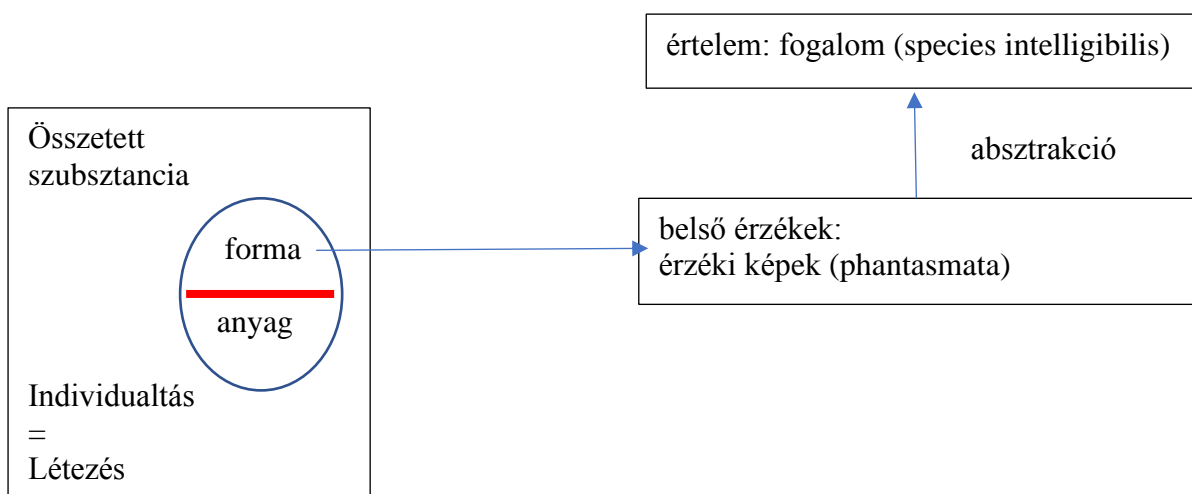 értelem: fogalom (species intelligibilis)
Összetett
szubsztancia
absztrakció
forma
belső érzékek:
érzéki képek (phantasmata)
anyag
Individualtás
=
Létezés